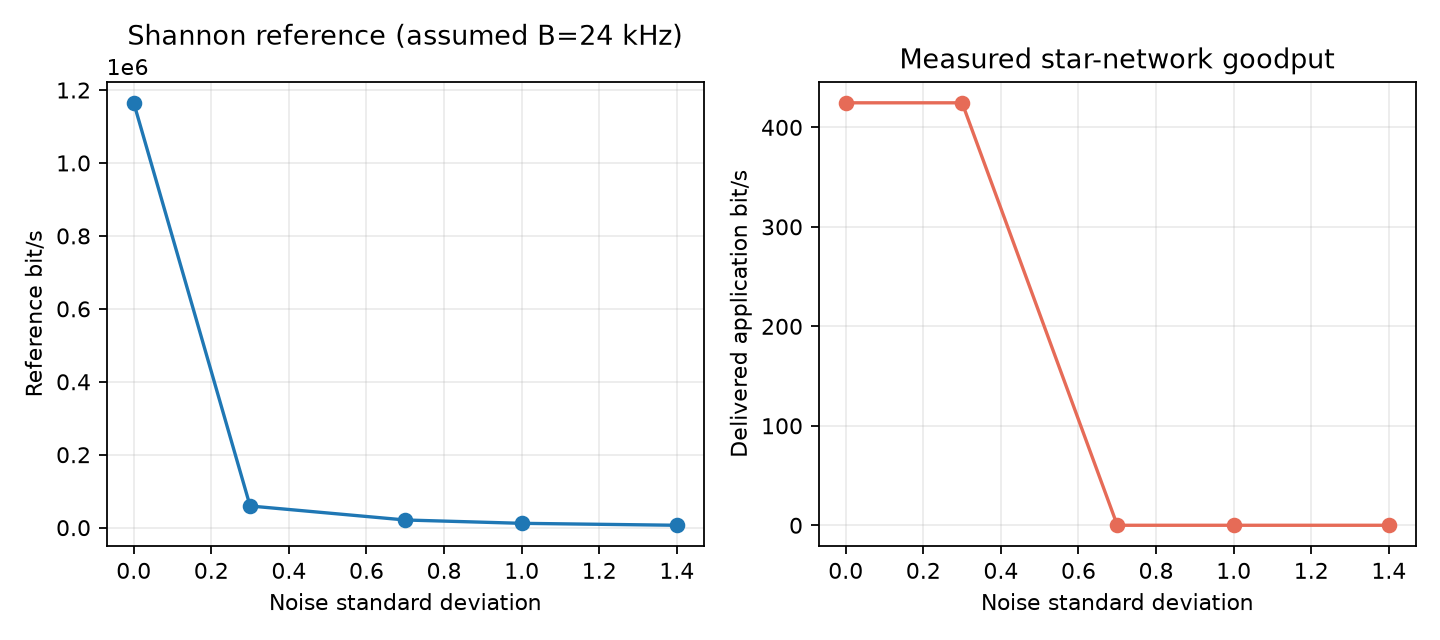 Shannon reference (assumed B=24 kHz)
1e6
1.2
1.0
0.8
0.6
0.4
0.2
0.0
Reference bit/s
0.0 0.2 0.4 0.6 0.8 1.0 1.2 1.4
Noise standard deviation
Measured star-network goodput
400
300
200
100
0
Delivered application bit/s
0.0 0.2 0.4 0.6 0.8 1.0 1.2 1.4
Noise standard deviation